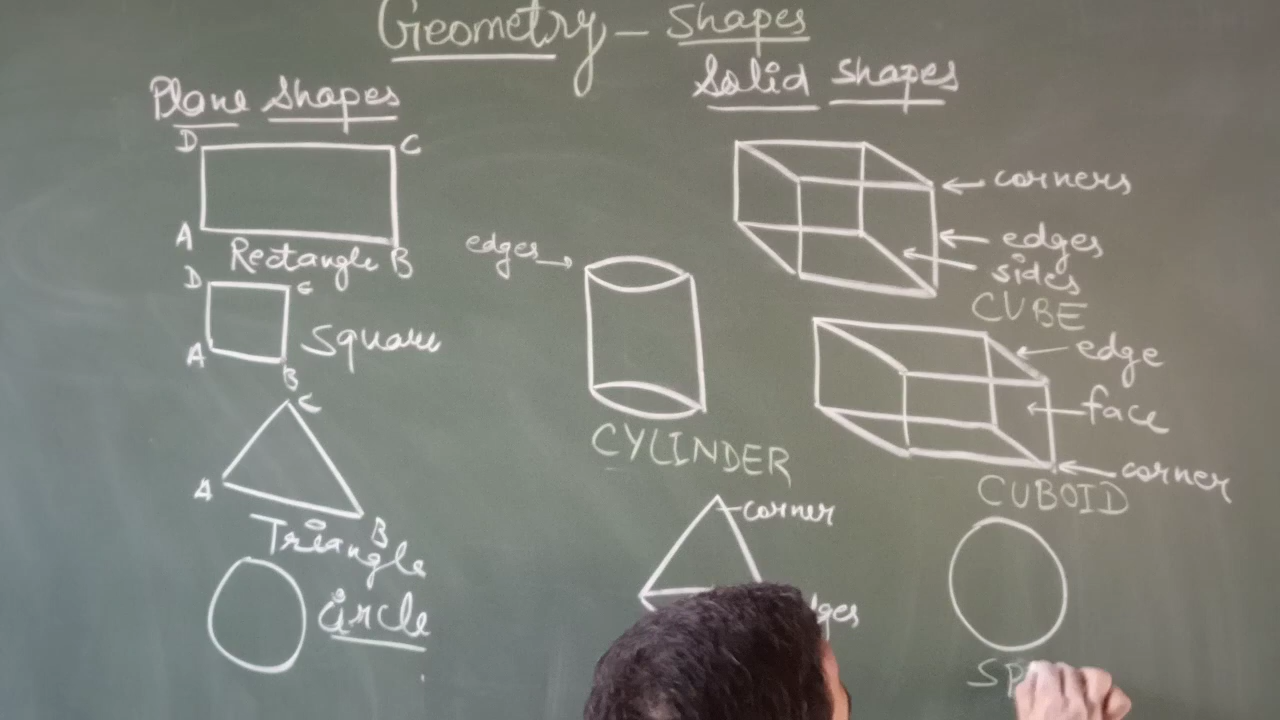 Geometry - Shapes
Plane Shapes
D C
A B
Rectangle
D C
A B
Square
C
A B
Triangle
Circle
Solid shapes
corners
edges
sides
CUBE
edges
CYLINDER
edge
face
corner
CUBOID
corner
SP